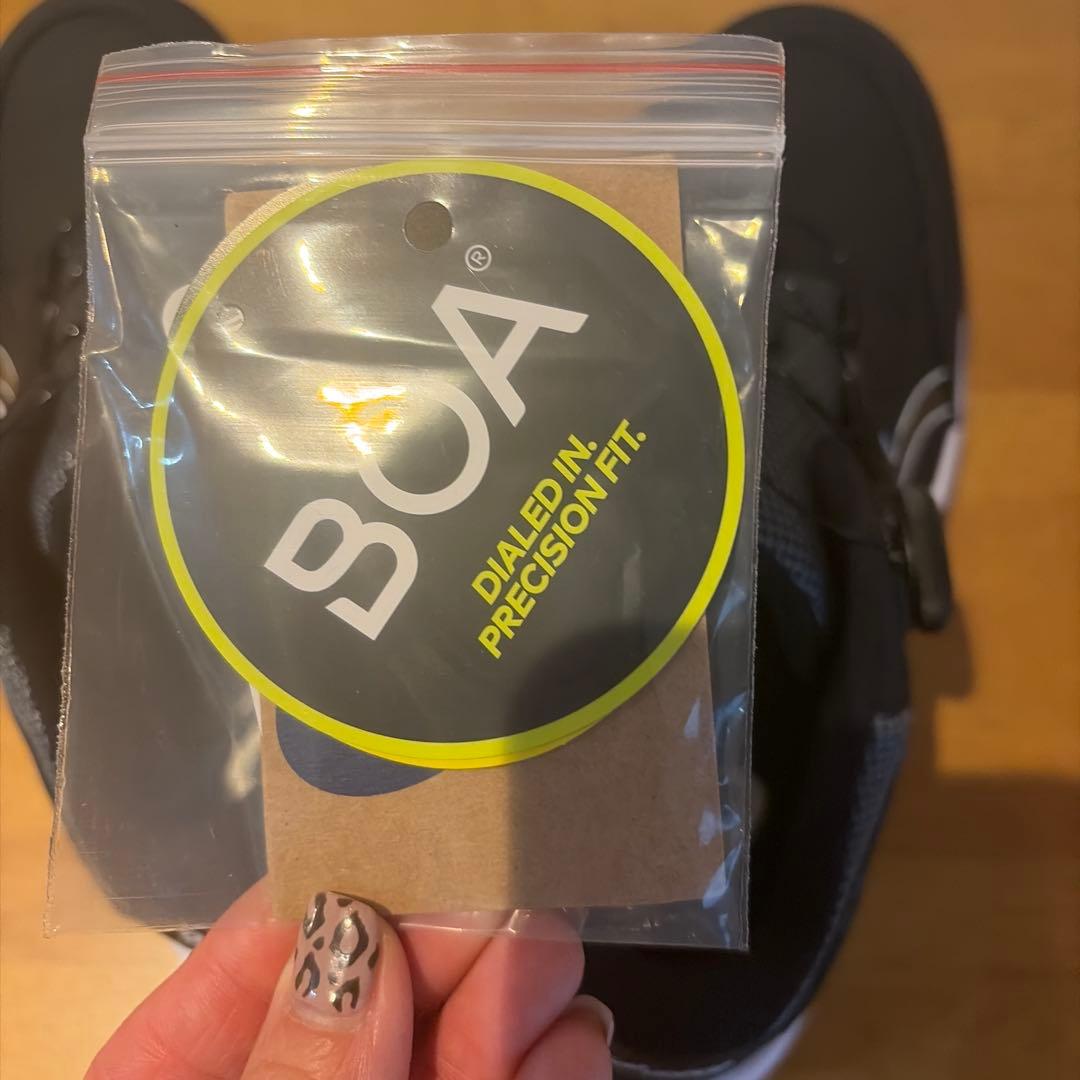 BOA®
DIALED IN.
PRECISION FIT.